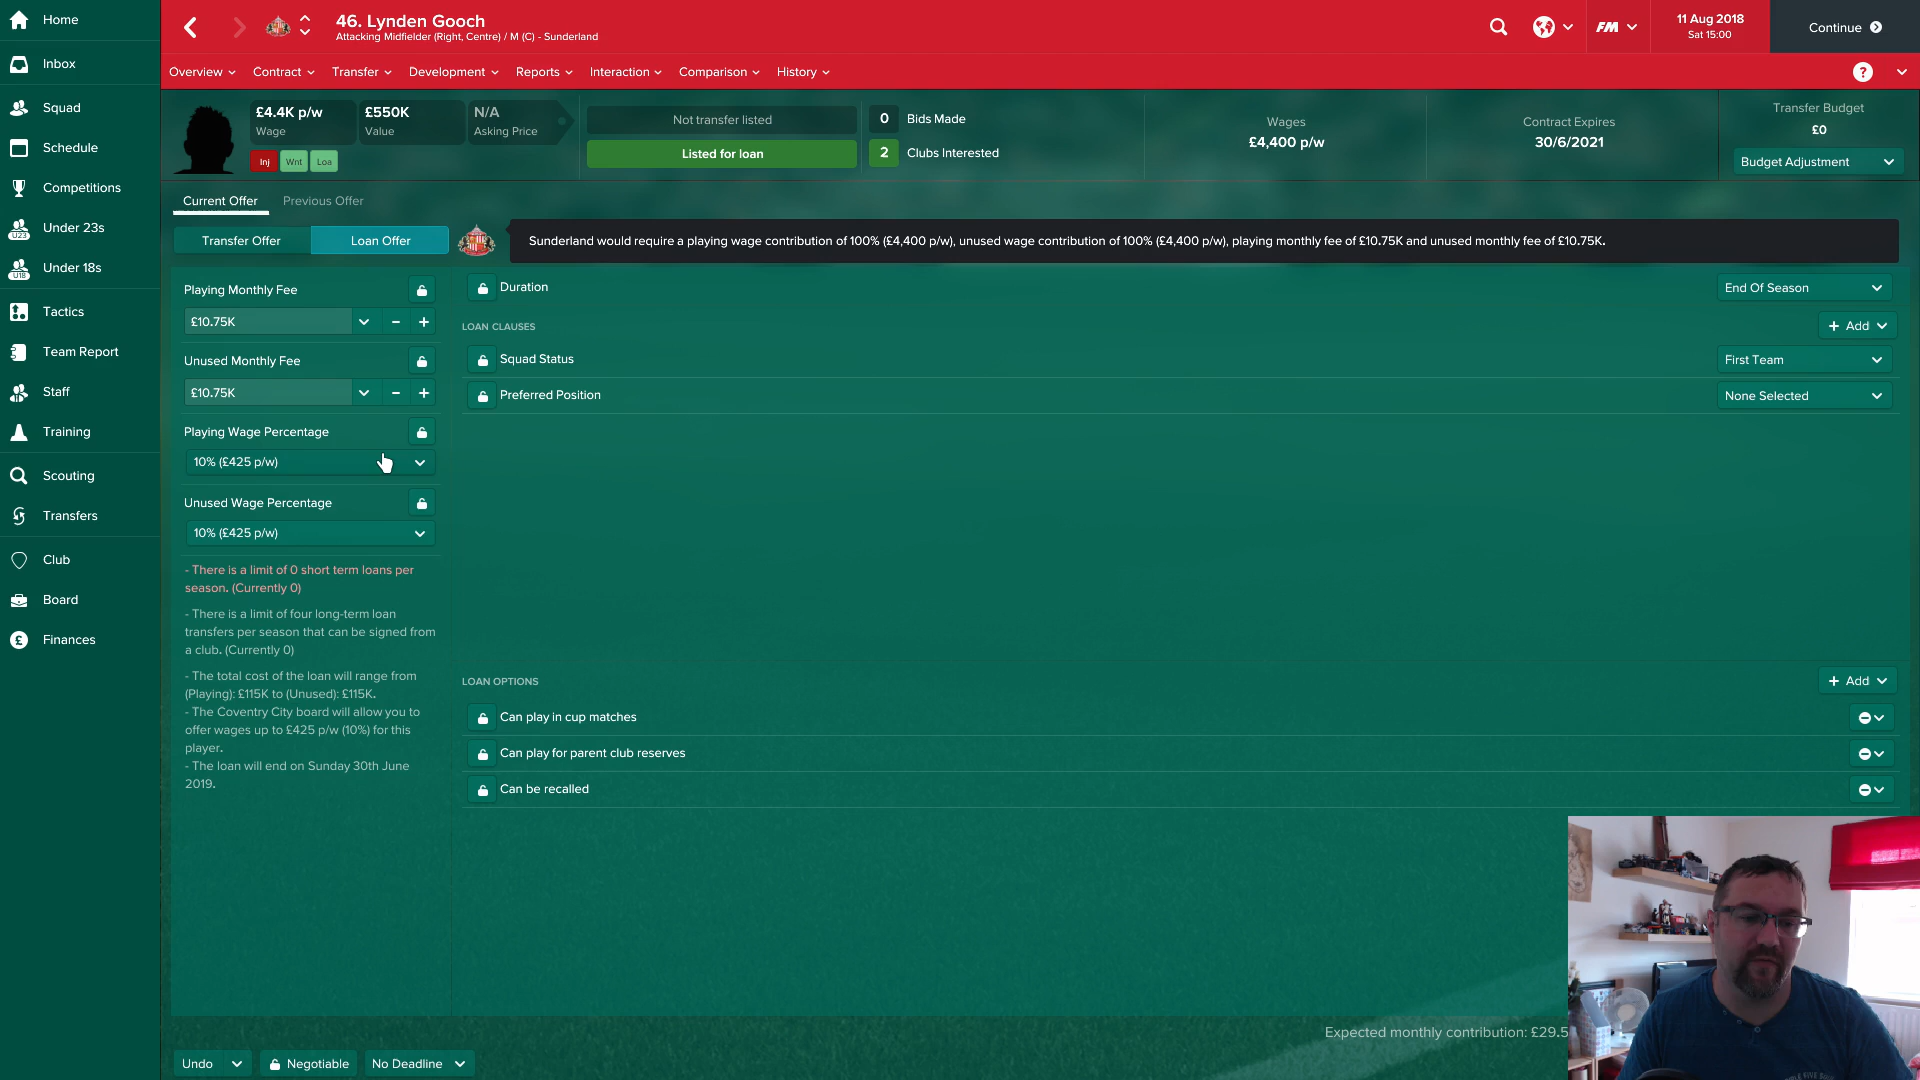 Home
Inbox
Squad
Schedule
Competitions
Under 23s
Under 18s
Tactics
Team Report
Staff
Training
Scouting
Transfers
Club
Board
Finances
46. Lynden Gooch
Attacking Midfielder (Right, Centre) / M (C) - Sunderland
FM
11 Aug 2018
Sat 15:00
Continue
Overview
Contract
Transfer
Development
Reports
Interaction
Comparison
History
?
£4.4K p/w
Wage
£550K
Value
N/A
Asking Price
Inj
Wnt
Loa
Not transfer listed
Listed for loan
0 Bids Made
2 Clubs Interested
Wages
£4,400 p/w
Contract Expires
30/6/2021
Transfer Budget
£0
Budget Adjustment
Current Offer
Previous Offer
Transfer Offer
Loan Offer
Sunderland would require a playing wage contribution of 100% (£4,400 p/w), unused wage contribution of 100% (£4,400 p/w), playing monthly fee of £10.75K and unused monthly fee of £10.75K.
Playing Monthly Fee
£10.75K
Unused Monthly Fee
£10.75K
Playing Wage Percentage
10% (£425 p/w)
Unused Wage Percentage
10% (£425 p/w)
- There is a limit of 0 short term loans per
season. (Currently 0)
- There is a limit of four long-term loan
transfers per season that can be signed from
a club. (Currently 0)
- The total cost of the loan will range from
(Playing): £115K to (Unused): £115K.
- The Coventry City board will allow you to
offer wages up to £425 p/w (10%) for this
player.
- The loan will end on Sunday 30th June
2019.
Duration
End Of Season
LOAN CLAUSES
+ Add
Squad Status
First Team
Preferred Position
None Selected
LOAN OPTIONS
+ Add
Can play in cup matches
Can play for parent club reserves
Can be recalled
Expected monthly contribution: £29.5
Undo
Negotiable
No Deadline